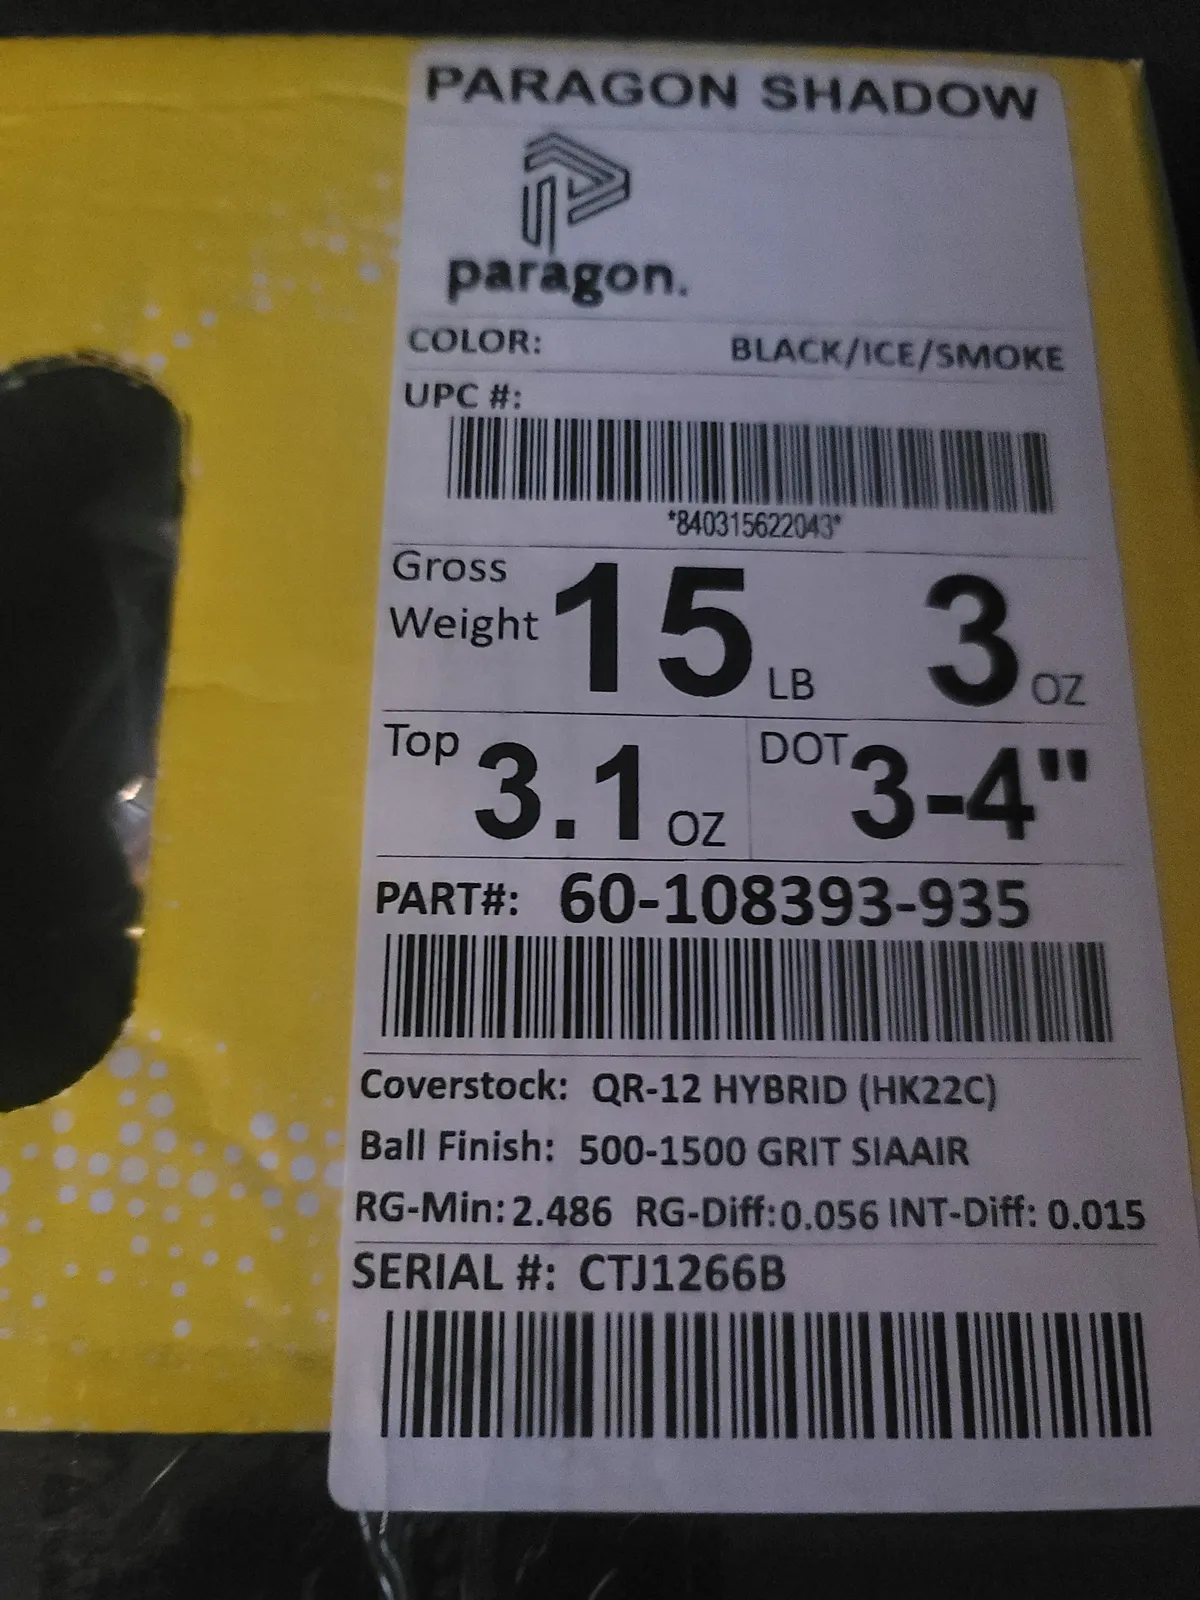 PARAGON SHADOW
paragon.
COLOR: BLACK/ICE/SMOKE
UPC #:
*840315622043*
Gross Weight 15 LB 3 OZ
Top 3.1 OZ DOT 3-4"
PART#: 60-108393-935
Coverstock: QR-12 HYBRID (HK22C)
Ball Finish: 500-1500 GRIT SIAAIR
RG-Min: 2.486 RG-Diff: 0.056 INT-Diff: 0.015
SERIAL #: CTJ1266B